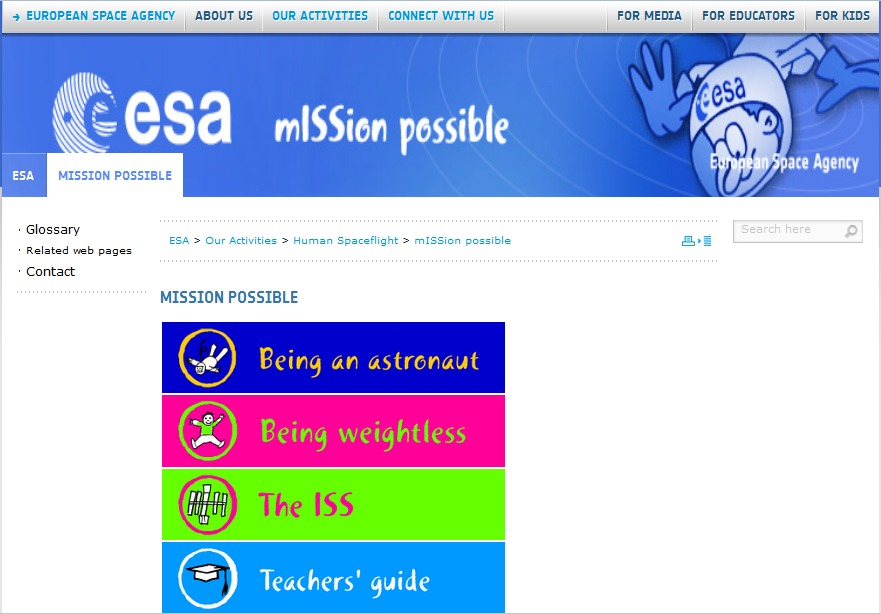 → EUROPEAN SPACE AGENCY ABOUT US OUR ACTIVITIES CONNECT WITH US FOR MEDIA FOR EDUCATORS FOR KIDS
esa mISSion possible esa
European Space Agency
ESA MISSION POSSIBLE
· Glossary
· Related web pages
· Contact
ESA > Our Activities > Human Spaceflight > mISSion possible
Search here
MISSION POSSIBLE
Being an astronaut
Being weightless
The ISS
Teachers' guide